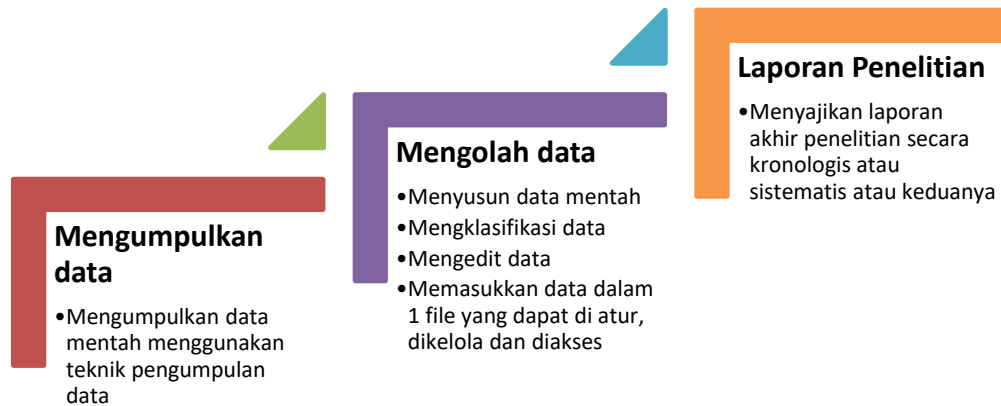 Mengumpulkan
data
•Mengumpulkan data
mentah menggunakan
teknik pengumpulan
data
Mengolah data
•Menyusun data mentah
•Mengklasifikasi data
•Mengedit data
•Memasukkan data dalam
1 file yang dapat di atur,
dikelola dan diakses
Laporan Penelitian
•Menyajikan laporan
akhir penelitian secara
kronologis atau
sistematis atau keduanya